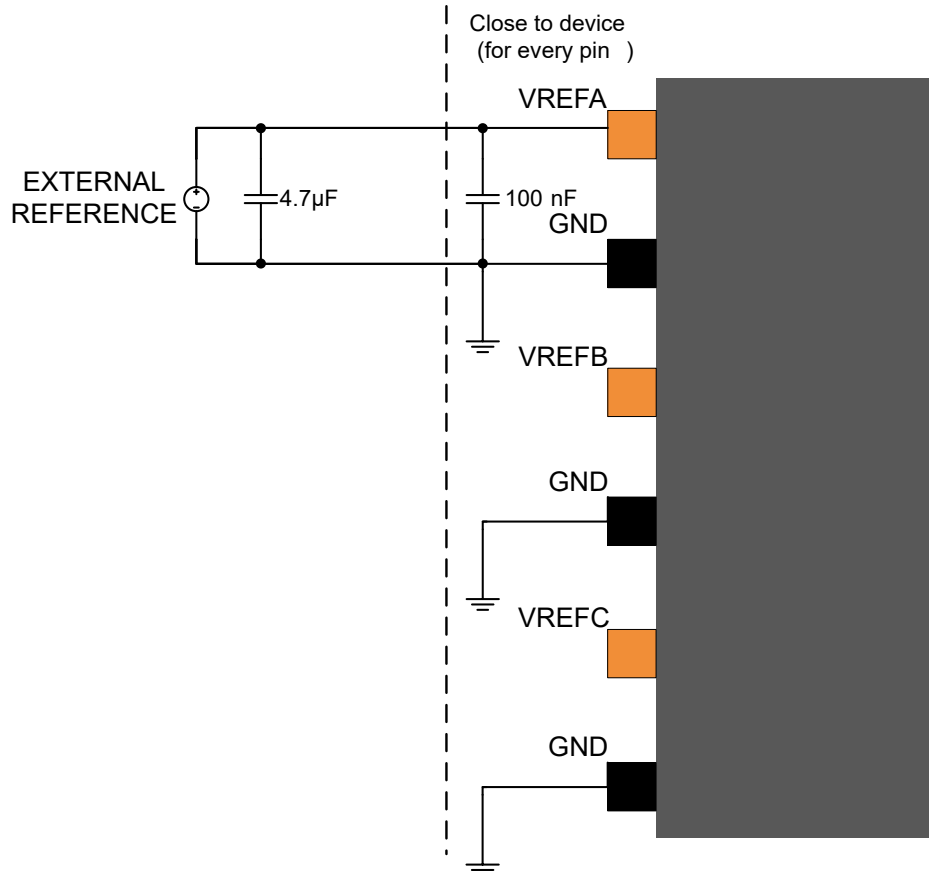 Close to device
(for every pin )
VREFA
EXTERNAL
REFERENCE
+
-
4.7µF
100 nF
GND
VREFB
GND
VREFC
GND